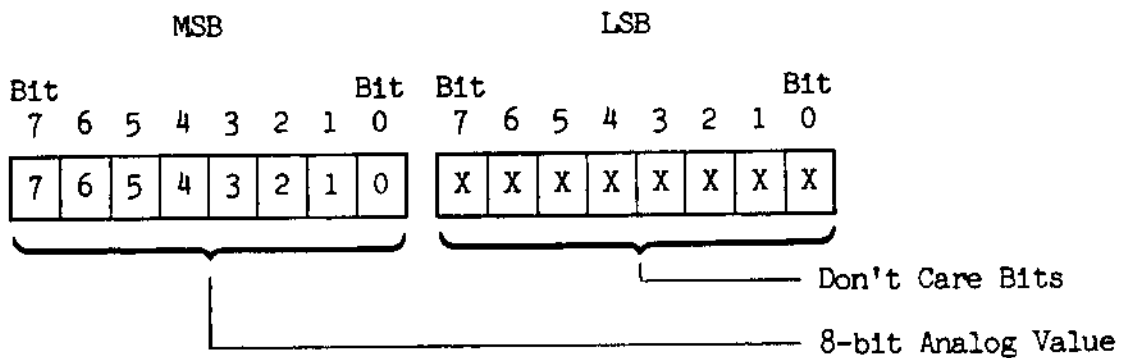 MSB LSB
Bit Bit Bit Bit
7 6 5 4 3 2 1 0 7 6 5 4 3 2 1 0
7 6 5 4 3 2 1 0 X X X X X X X X
Don't Care Bits
8-bit Analog Value